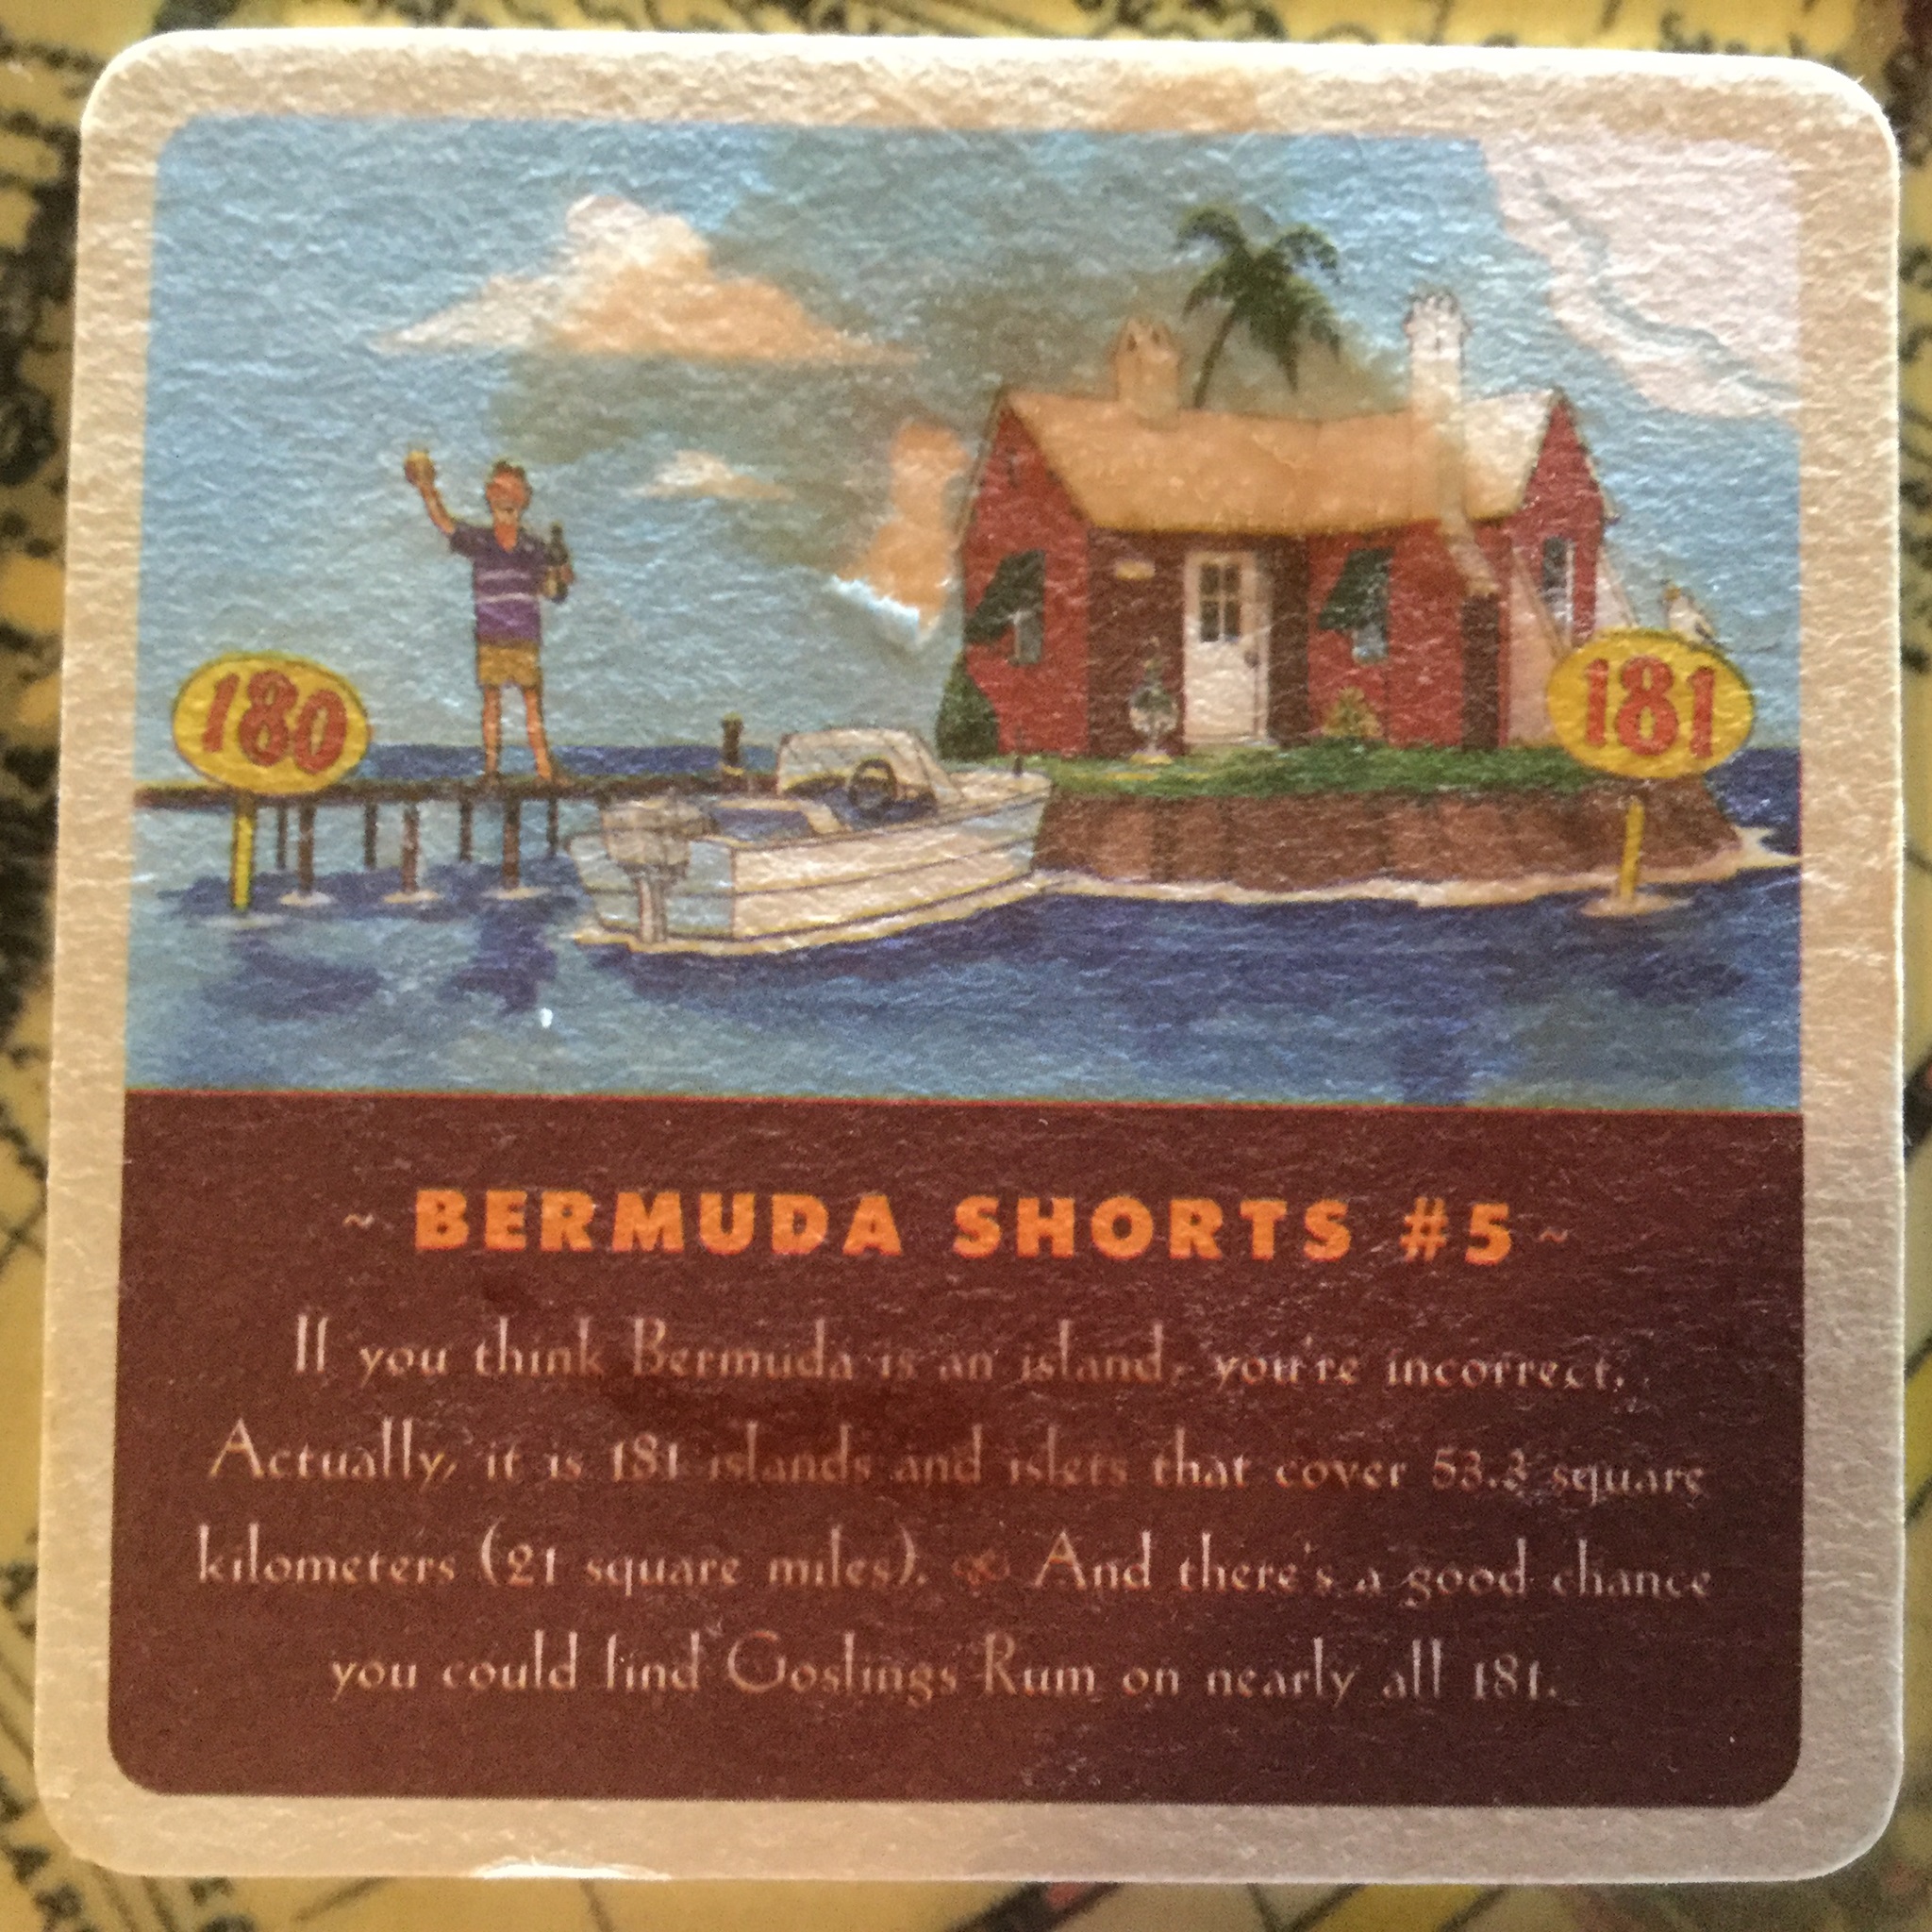 180
181
~ BERMUDA SHORTS #5 ~
If you think Bermuda is an island, you're incorrect.
Actually, it is 181 islands and islets that cover 53.3 square
kilometers (21 square miles). And there's a good chance
you could find Goslings Rum on nearly all 181.